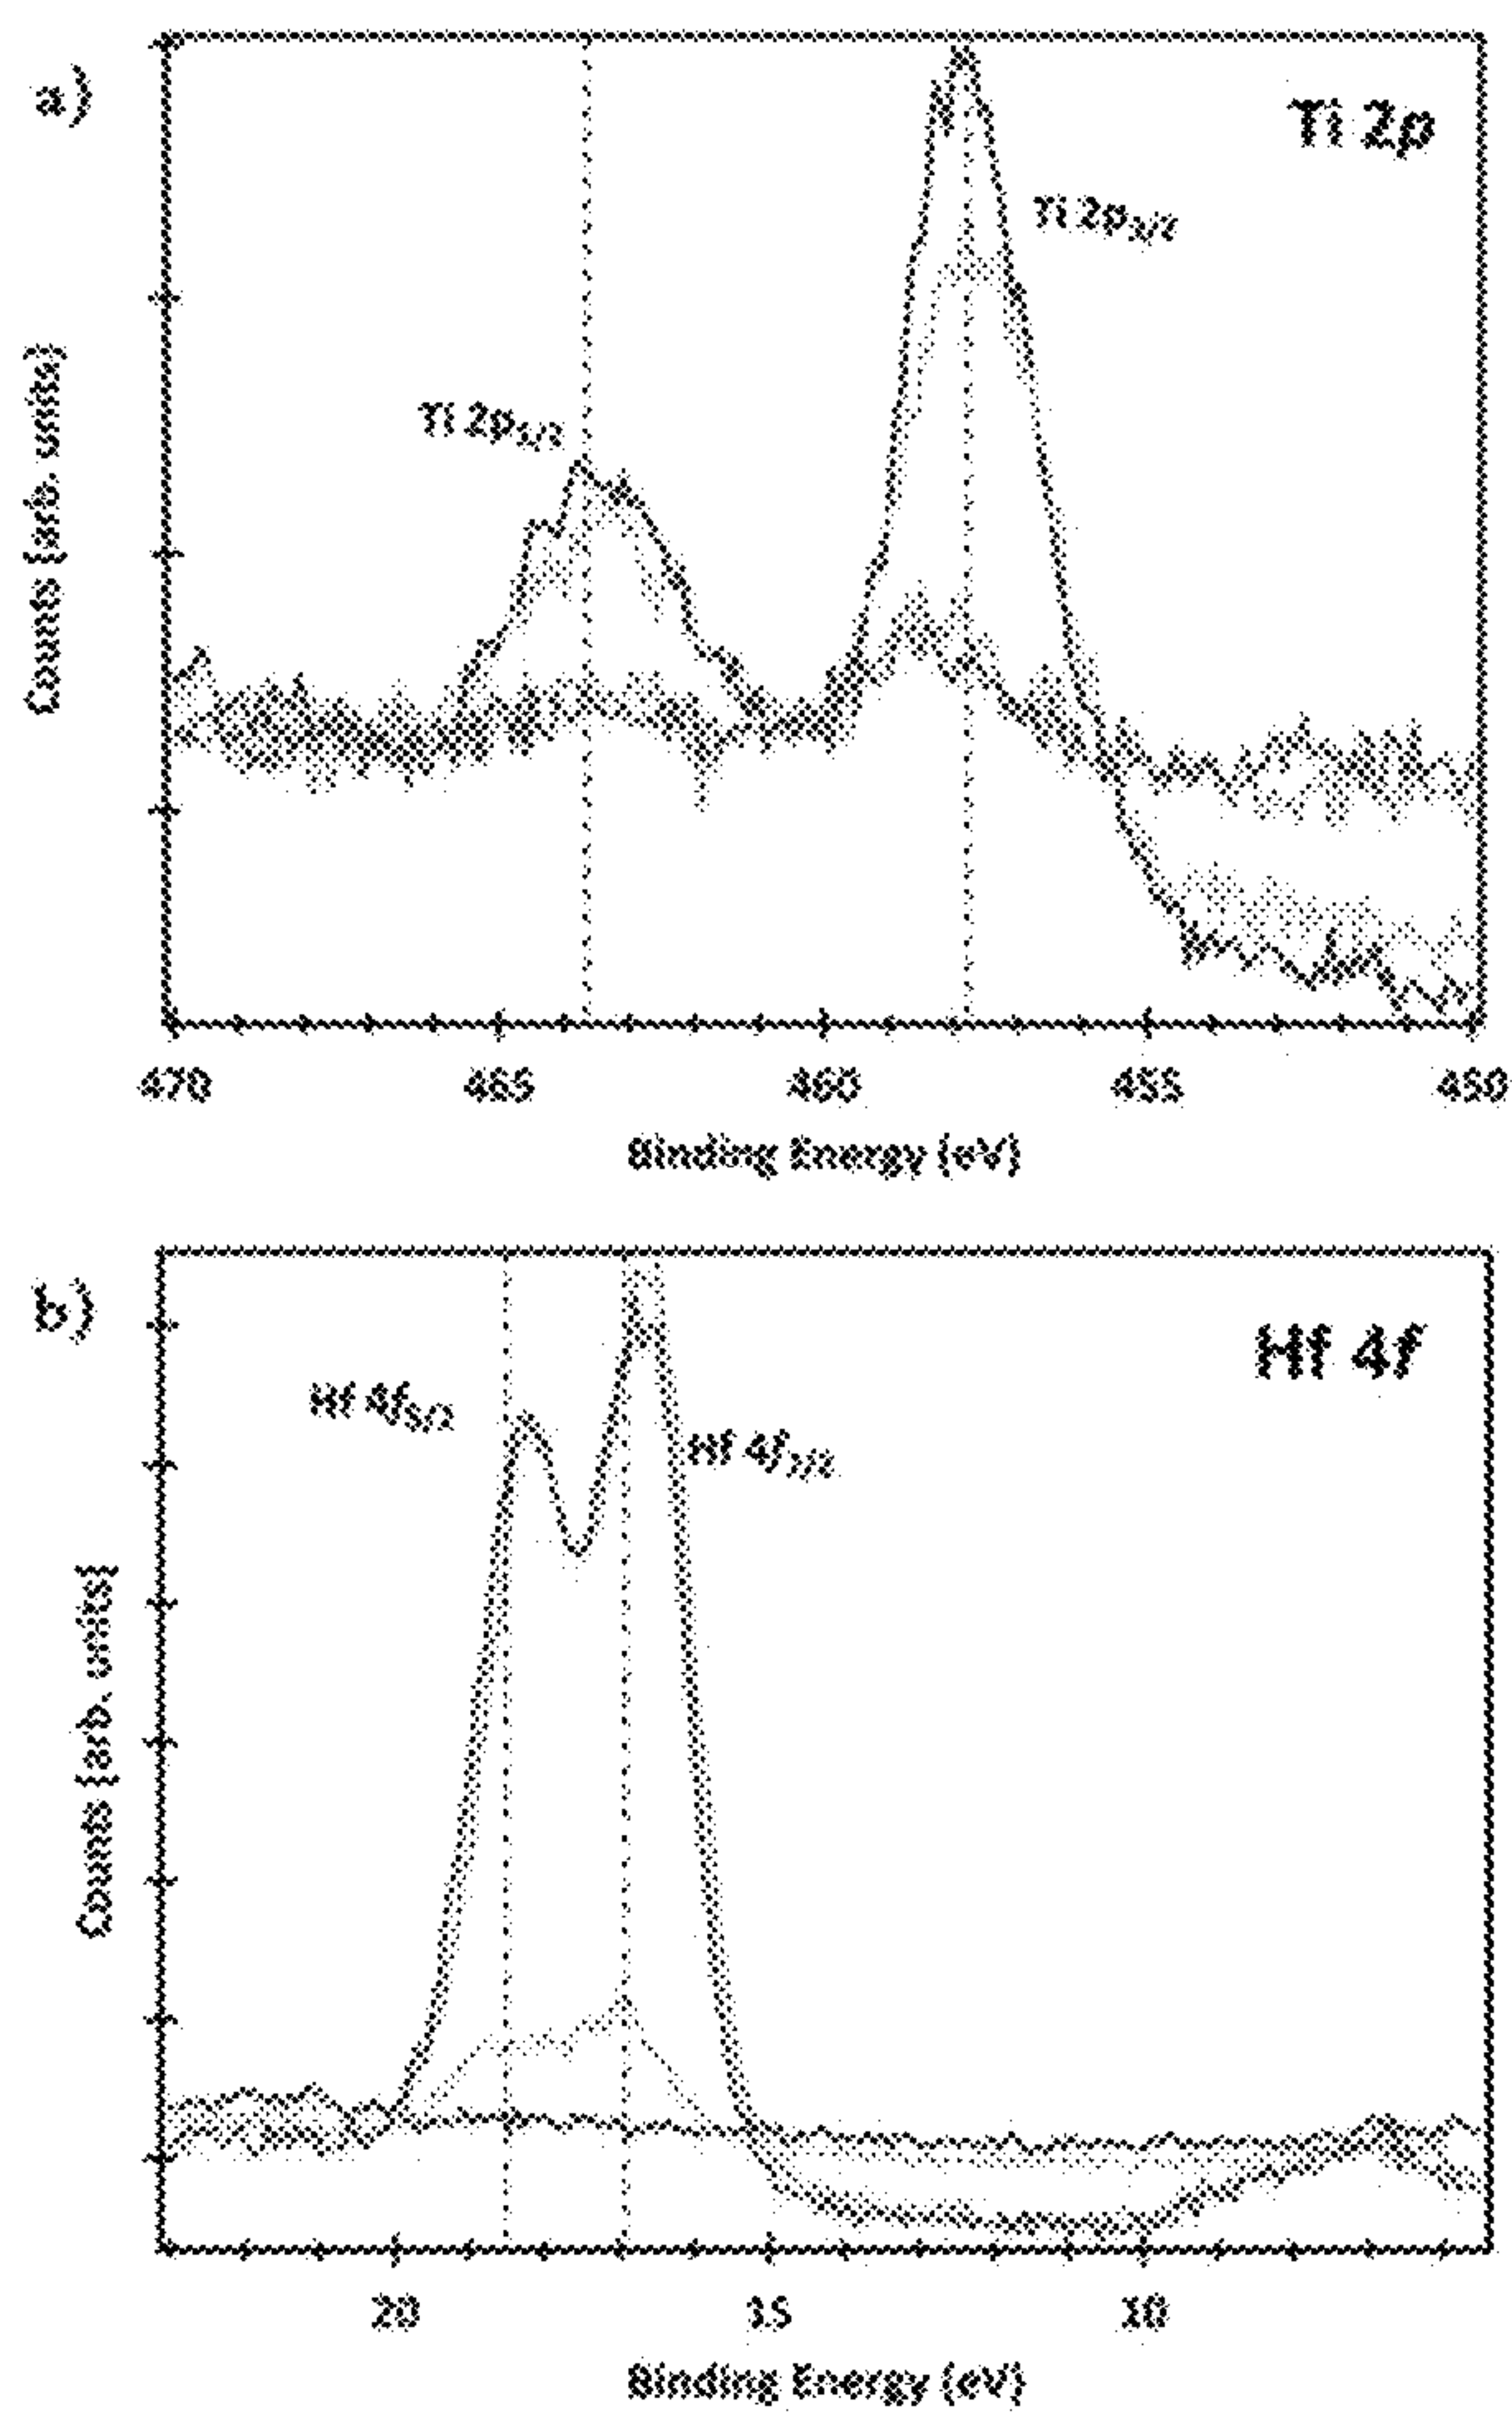 a)
Ti 2p
Ti 2p3/2
Ti 2p1/2
Counts [arb. units]
470 465 460 455 450
Binding Energy (eV)
b)
Hf 4f
Hf 4f5/2
Hf 4f7/2
Counts [arb. units]
20 15 10
Binding Energy (eV)